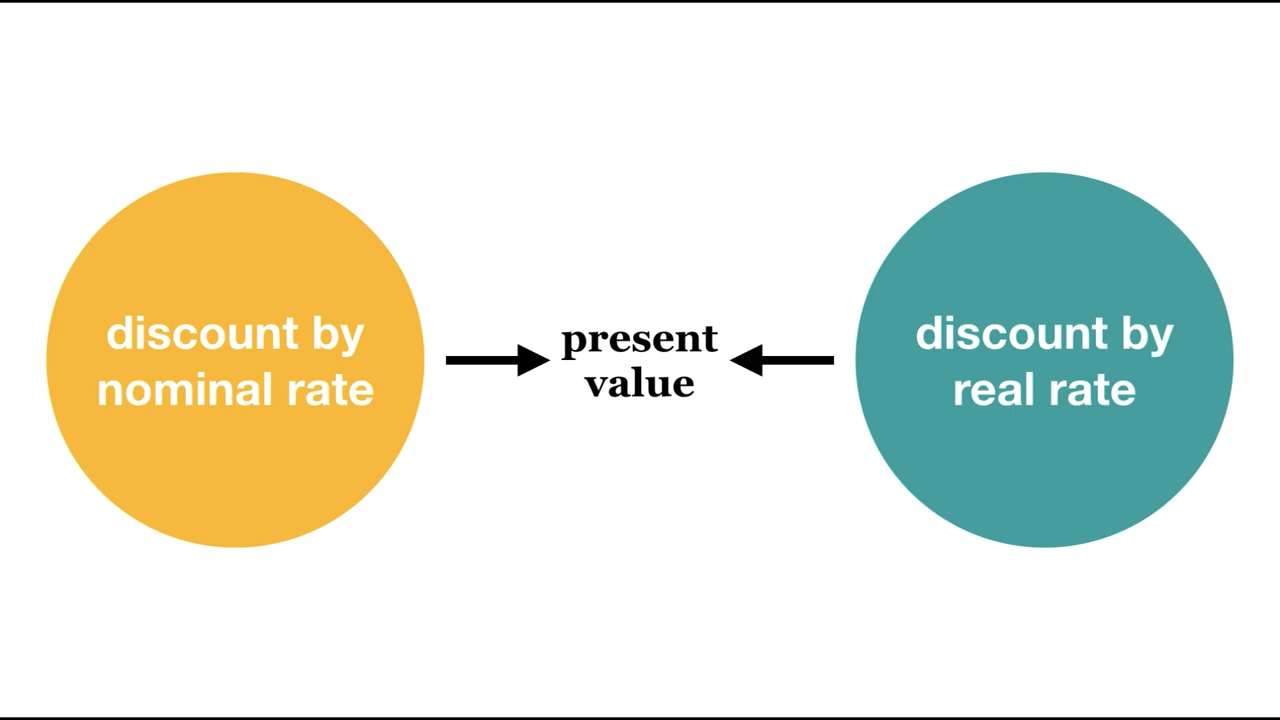 discount by
nominal rate
present
value
discount by
real rate